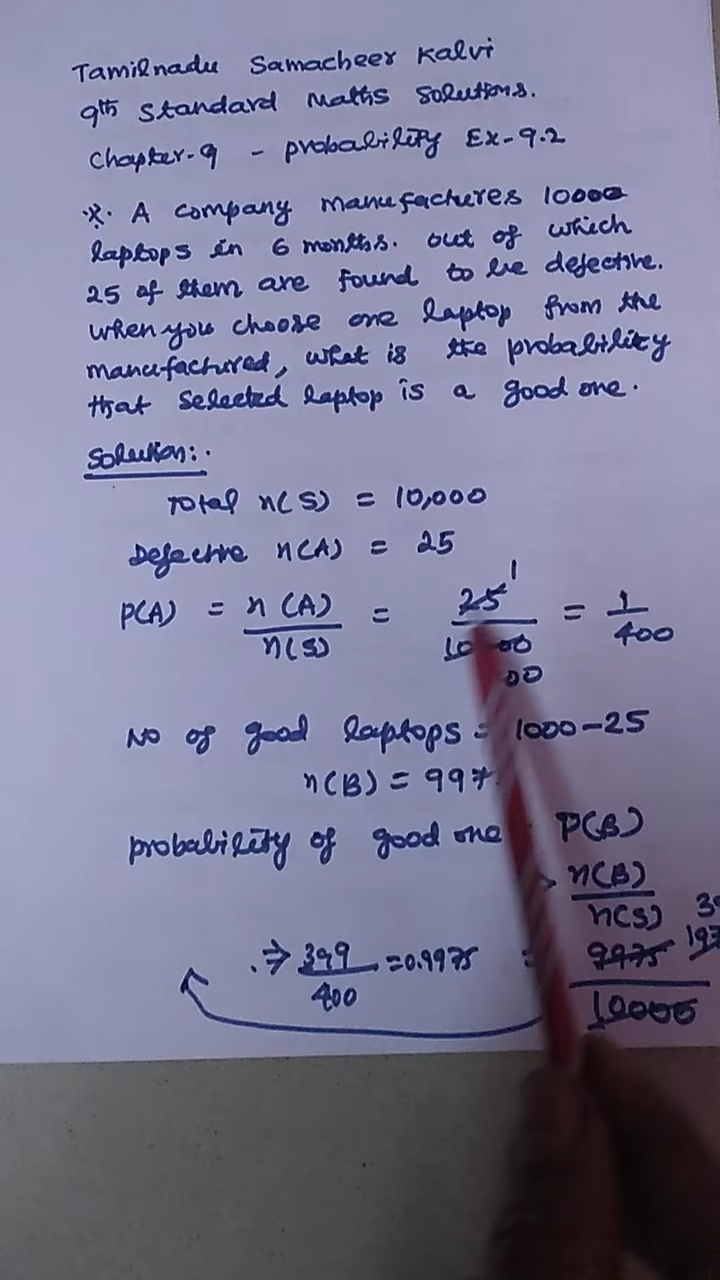 Tamilnadu Samacheer Kalvi
9th Standard Maths Solutions.
Chapter-9 - probability Ex-9.2
*. A company manufactures 10000
laptops in 6 months. out of which
25 of them are found to be defective.
when you choose one laptop from the
manufactured, what is the probability
that selected laptop is a good one.
Solution:.
Total n(S) = 10,000
Defective n(A) = 25
P(A) = n(A)/n(S) = 25/10000 = 1/400
1
00
No of good laptops = 1000-25
n(B) = 997
probability of good one P(B)
n(B)
n(S)
.⇒ 399/400 = 0.9975 = 9975/10000